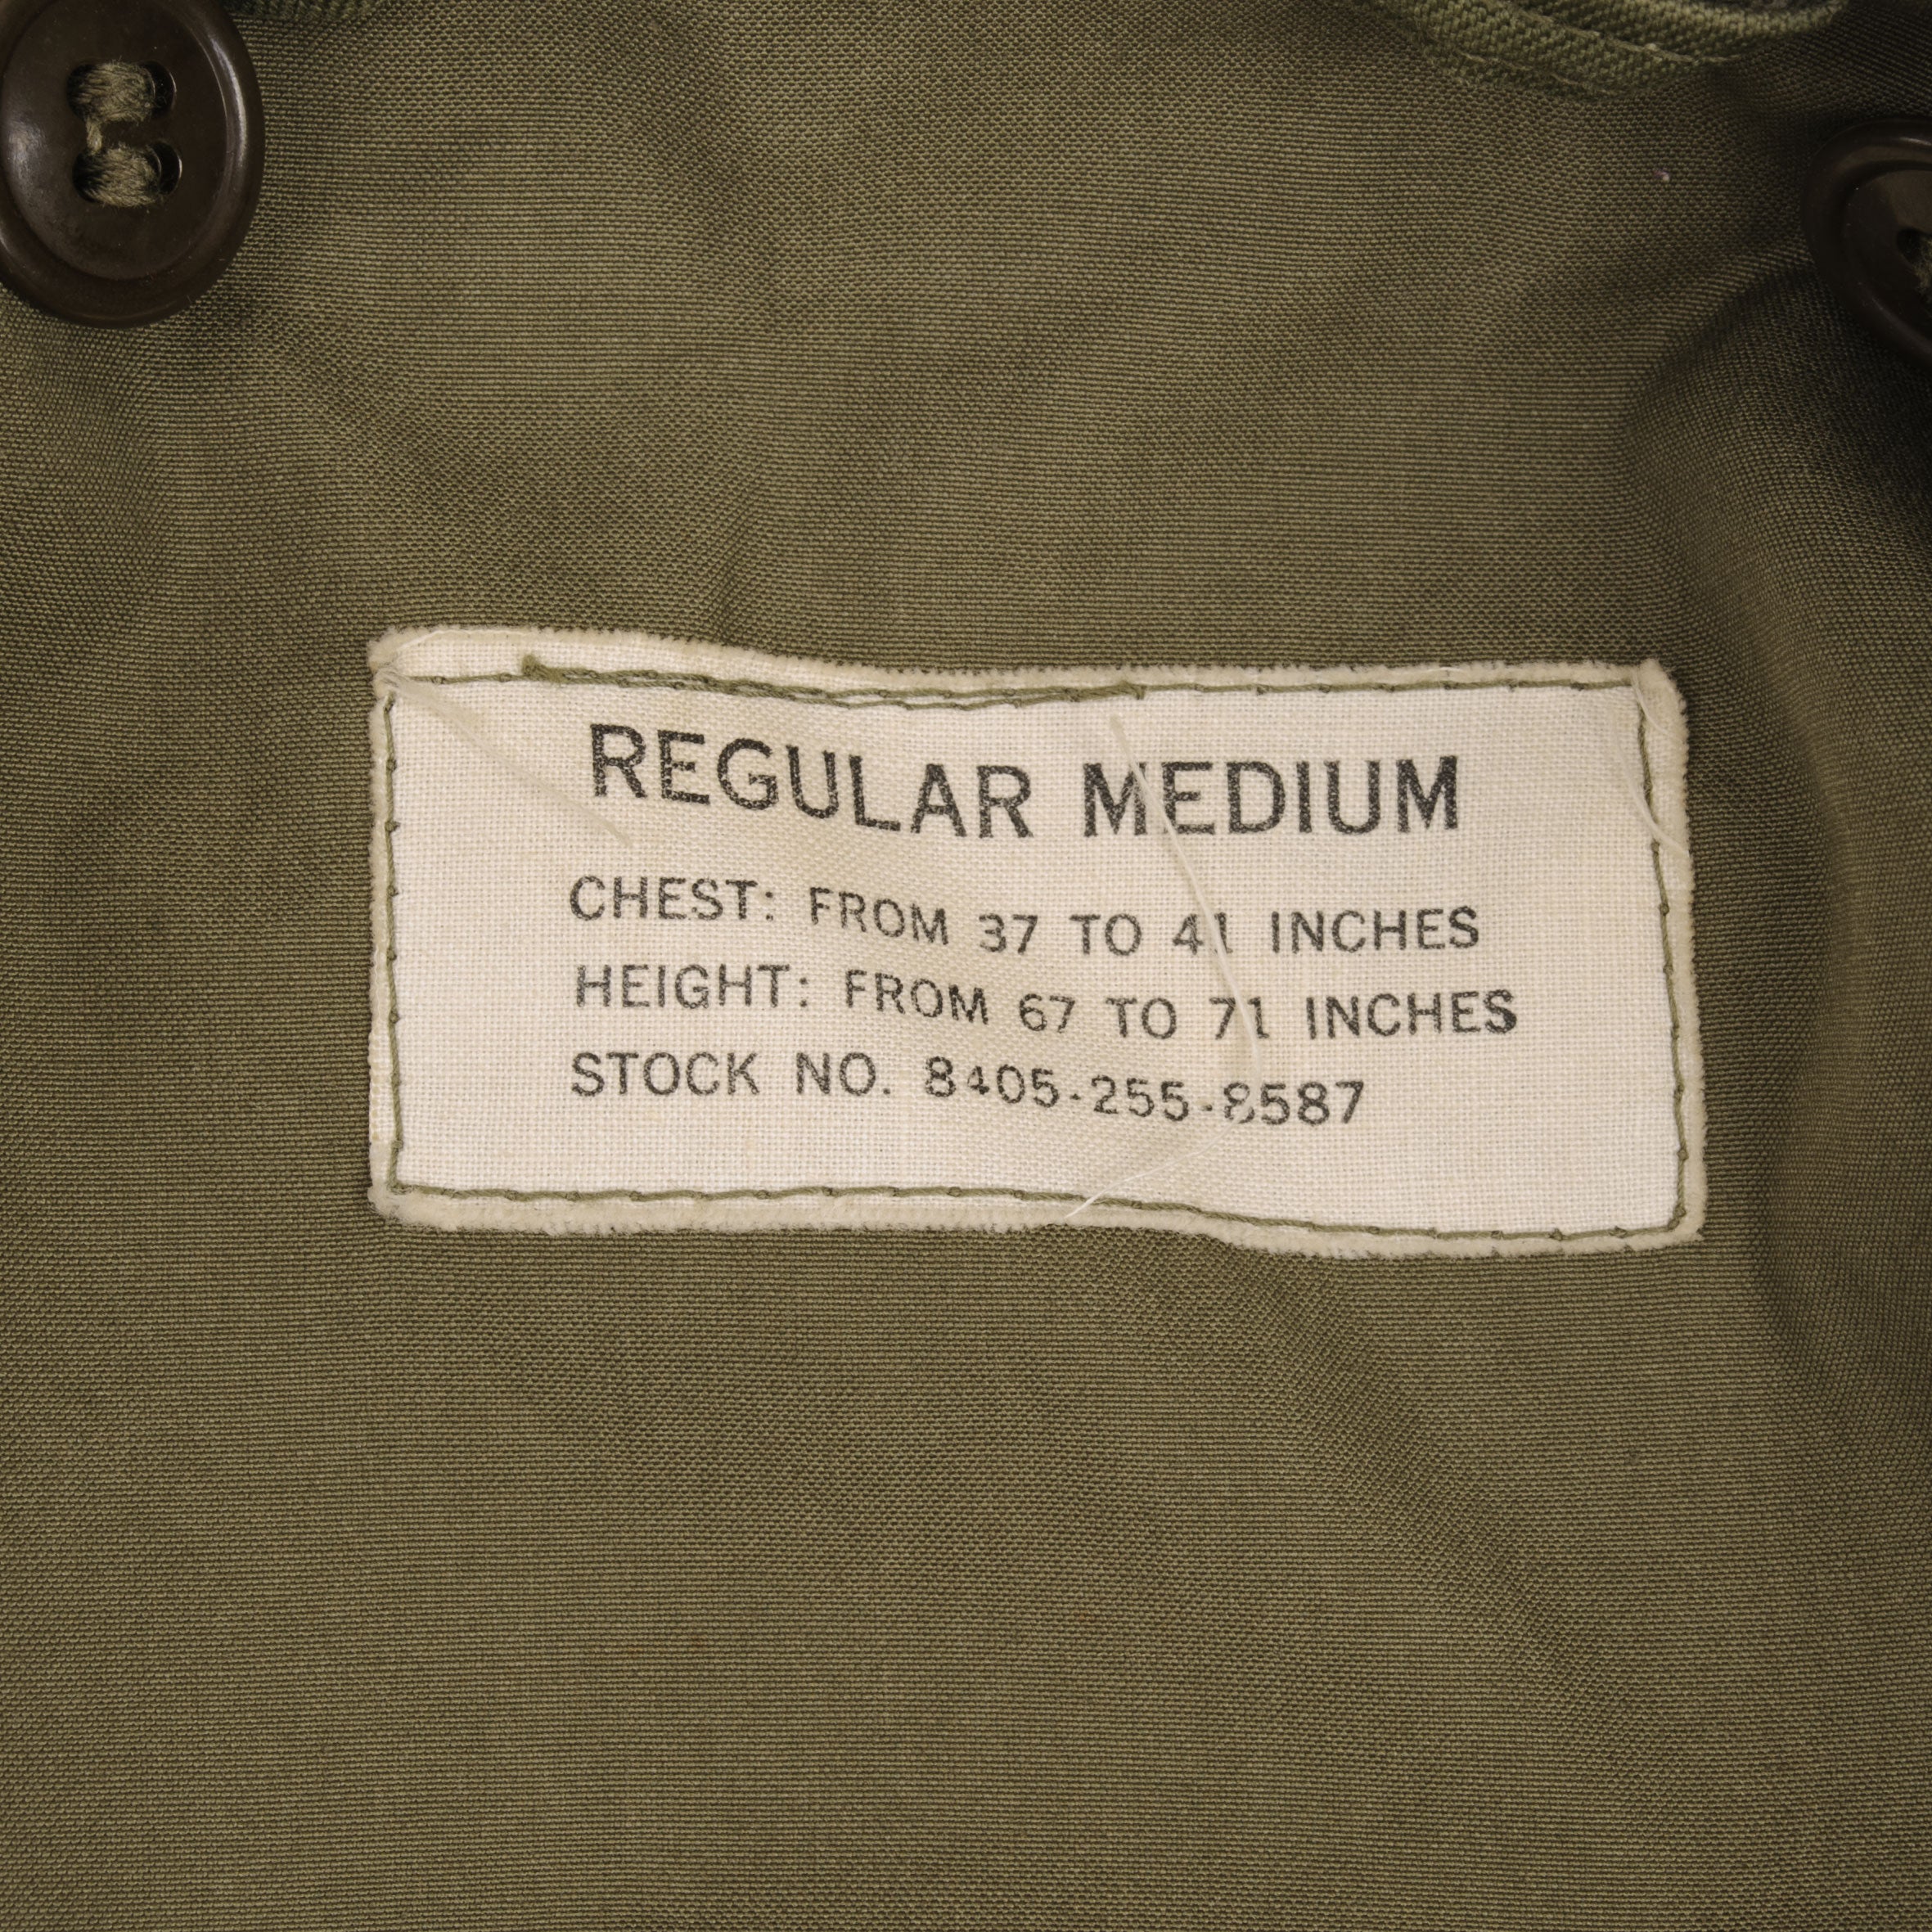 REGULAR MEDIUM
CHEST: FROM 37 TO 41 INCHES
HEIGHT: FROM 67 TO 71 INCHES
STOCK NO. 8405-255-8587